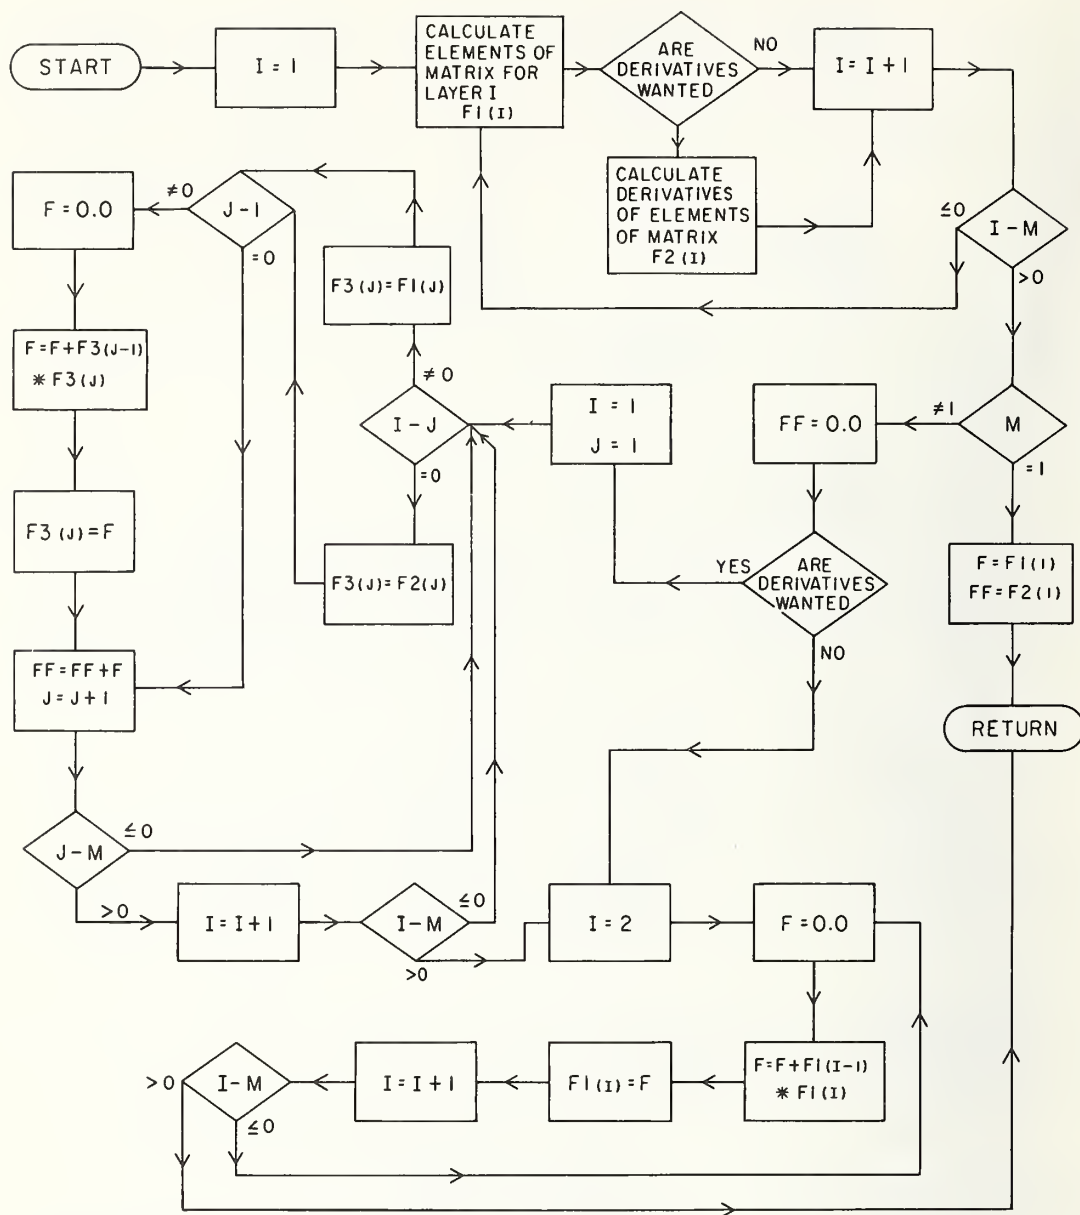 START
I = 1
CALCULATE
ELEMENTS OF
MATRIX FOR
LAYER I
F1(I)
ARE
DERIVATIVES
WANTED
NO
I = I + 1
CALCULATE
DERIVATIVES
OF ELEMENTS
OF MATRIX
F2(I)
≤0
I - M
>0
≠0
F = 0.0
J - 1
=0
F3(J)=F1(J)
F=F+F3(J-1)
* F3(J)
≠0
I - J
=0
I = 1
J = 1
FF = 0.0
≠1
M
=1
F3(J)=F
F3(J)=F2(J)
YES
ARE
DERIVATIVES
WANTED
NO
F=F1(1)
FF=F2(1)
FF=FF+F
J=J+1
RETURN
J - M
≤0
>0
I = I + 1
I - M
≤0
>0
I = 2
F = 0.0
>0
I - M
≤0
I = I + 1
F1(I)=F
F=F+F1(I-1)
* F1(I)